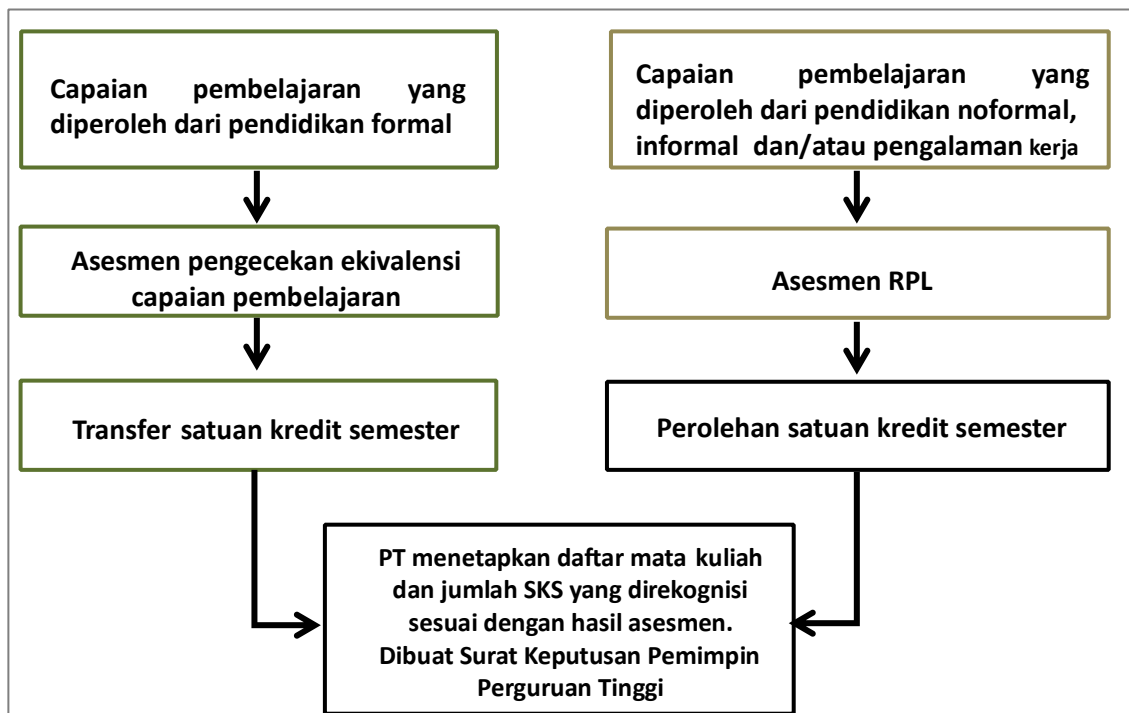 Capaian pembelajaran yang
diperoleh dari pendidikan formal
Asesmen pengecekan ekivalensi
capaian pembelajaran
Transfer satuan kredit semester
Capaian pembelajaran yang
diperoleh dari pendidikan noformal,
informal dan/atau pengalaman kerja
Asesmen RPL
Perolehan satuan kredit semester
PT menetapkan daftar mata kuliah
dan jumlah SKS yang direkognisi
sesuai dengan hasil asesmen.
Dibuat Surat Keputusan Pemimpin
Perguruan Tinggi